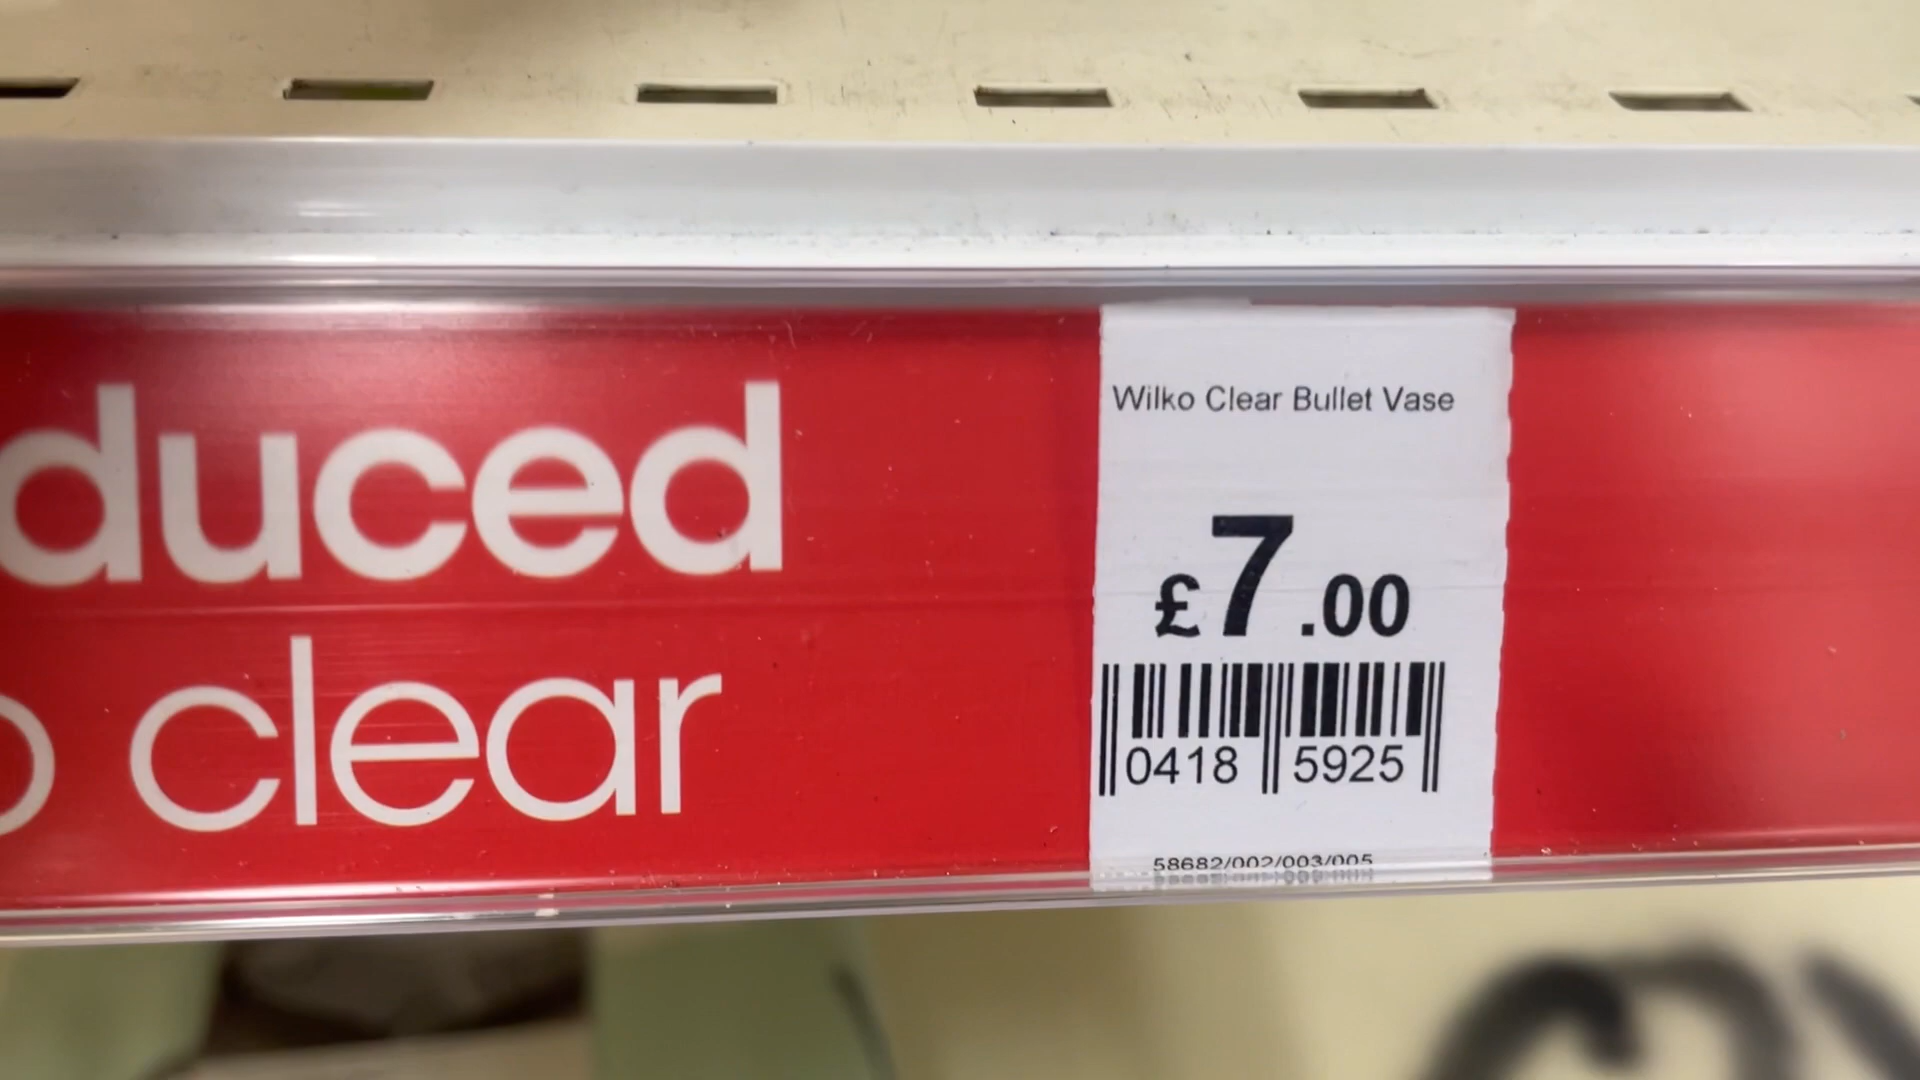 duced
o clear
Wilko Clear Bullet Vase
£7.00
0418 5925
58682/002/003/005